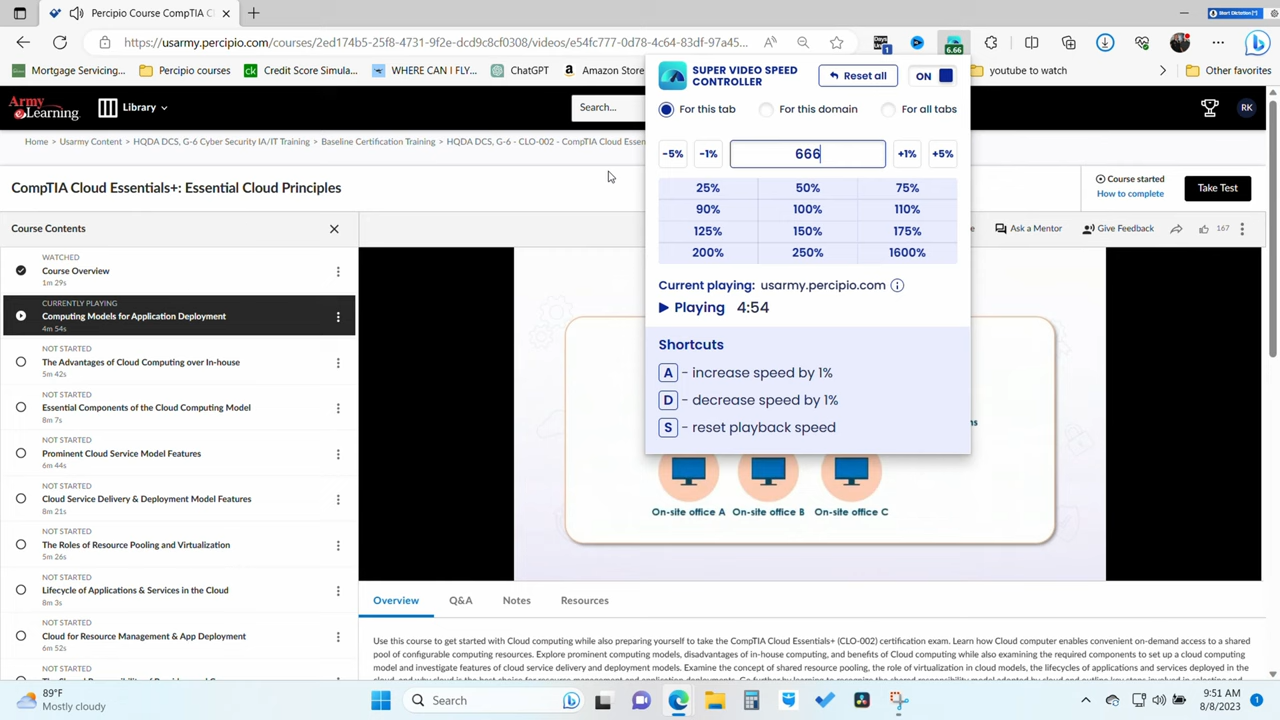 Percipio Course CompTIA C
Start Dictation
https://usarmy.percipio.com/courses/2ed174b5-25f8-4731-9f2e-dcd9c8cf0308/videos/e54fc777-0d78-4c64-83df-97a45...
1
6.66
Mortgage Servicing,...
Percipio courses
Credit Score Simula...
WHERE CAN I FLY...
ChatGPT
Amazon Store
youtube to watch
Other favorites
Army
e-Learning
Library
Search...
RK
Home > Usarmy Content > HQDA DCS, G-6 Cyber Security IA/IT Training > Baseline Certification Training > HQDA DCS, G-6 - CLO-002 - CompTIA Cloud Essen
CompTIA Cloud Essentials+: Essential Cloud Principles
Course started
How to complete
Take Test
Course Contents
Ask a Mentor
Give Feedback
167
WATCHED
Course Overview
1m 29s
CURRENTLY PLAYING
Computing Models for Application Deployment
4m 54s
NOT STARTED
The Advantages of Cloud Computing over In-house
5m 42s
NOT STARTED
Essential Components of the Cloud Computing Model
8m 7s
NOT STARTED
Prominent Cloud Service Model Features
6m 44s
NOT STARTED
Cloud Service Delivery & Deployment Model Features
8m 21s
NOT STARTED
The Roles of Resource Pooling and Virtualization
5m 26s
NOT STARTED
Lifecycle of Applications & Services in the Cloud
8m 3s
NOT STARTED
Cloud for Resource Management & App Deployment
6m 52s
NOT STARTED
SUPER VIDEO SPEED
CONTROLLER
Reset all
ON
For this tab
For this domain
For all tabs
-5%
-1%
666
+1%
+5%
25% 50% 75%
90% 100% 110%
125% 150% 175%
200% 250% 1600%
Current playing: usarmy.percipio.com
Playing 4:54
Shortcuts
A - increase speed by 1%
D - decrease speed by 1%
S - reset playback speed
On-site office A On-site office B On-site office C
Overview
Q&A
Notes
Resources
Use this course to get started with Cloud computing while also preparing yourself to take the CompTIA Cloud Essentials+ (CLO-002) certification exam. Learn how Cloud computer enables convenient on-demand access to a shared
pool of configurable computing resources. Explore prominent computing models, disadvantages of in-house computing, and benefits of Cloud computing while also examining the required components to set up a cloud computing
model and investigate features of cloud service delivery and deployment models. Examine the concept of shared resource pooling, the role of virtualization in cloud models, the lifecycles of applications and services deployed in the
89°F
Mostly cloudy
Search
9:51 AM
8/8/2023
1